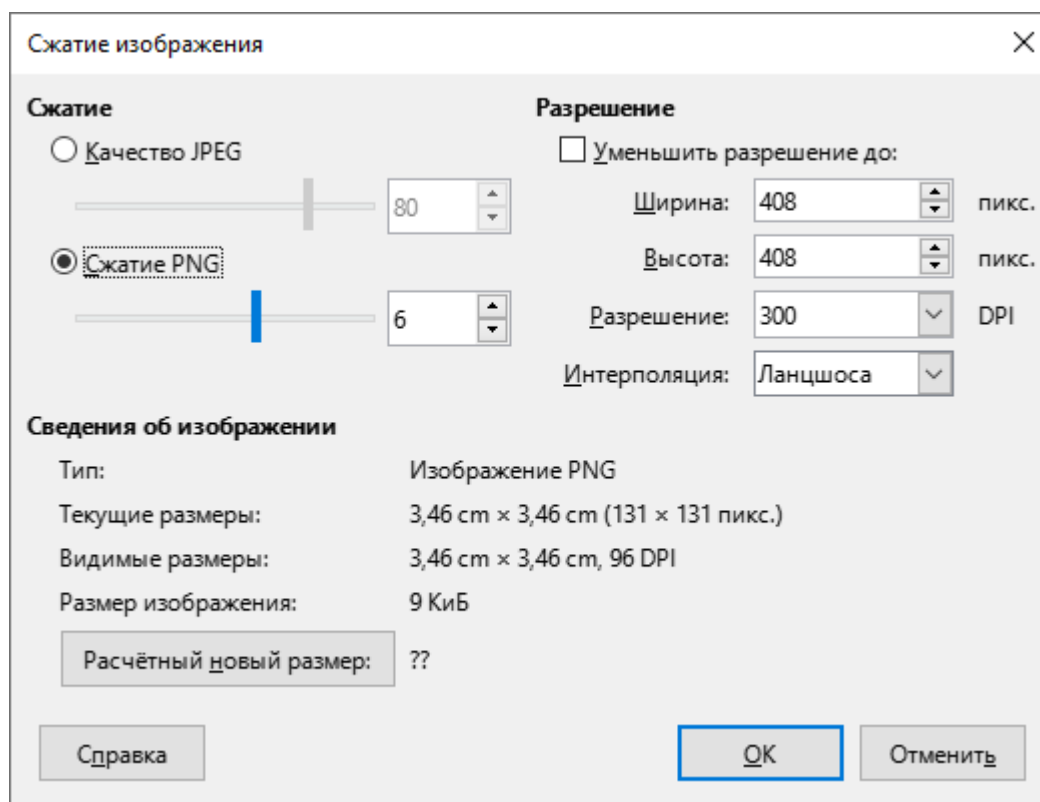 Сжатие изображения
Сжатие
Качество JPEG
80
Сжатие PNG
6
Разрешение
Уменьшить разрешение до:
Ширина: 408 пикс.
Высота: 408 пикс.
Разрешение: 300 DPI
Интерполяция: Ланцшоса
Сведения об изображении
Тип: Изображение PNG
Текущие размеры: 3,46 cm × 3,46 cm (131 × 131 пикс.)
Видимые размеры: 3,46 cm × 3,46 cm, 96 DPI
Размер изображения: 9 КиБ
Расчётный новый размер: ??
Справка
OK
Отменить